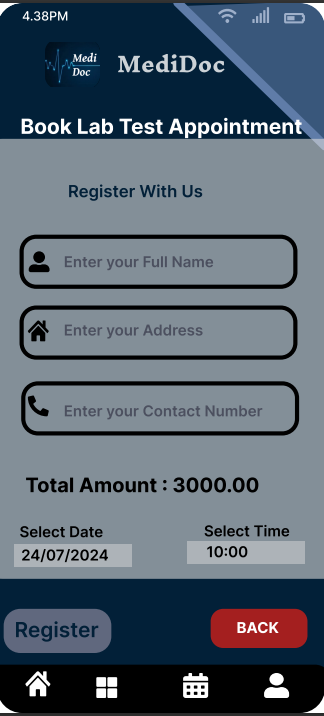 4.38PM
Medi
Doc
MediDoc
Book Lab Test Appointment
Register With Us
Enter your Full Name
Enter your Address
Enter your Contact Number
Total Amount : 3000.00
Select Date
Select Time
24/07/2024
10:00
Register
BACK